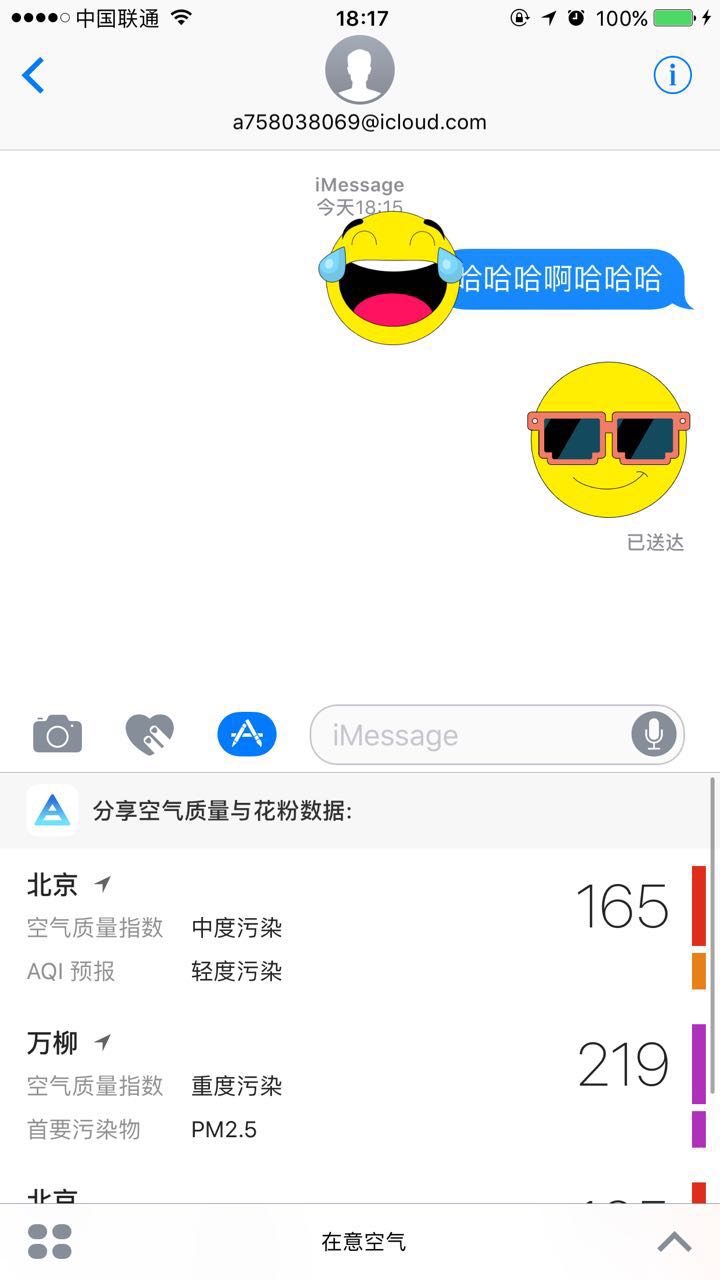 中国联通
18:17
100%
a758038069@icloud.com
iMessage
今天18:15
哈哈哈啊哈哈哈
已送达
iMessage
分享空气质量与花粉数据:
北京
165
空气质量指数 中度污染
AQI 预报 轻度污染
万柳
219
空气质量指数 重度污染
首要污染物 PM2.5
北京
在意空气